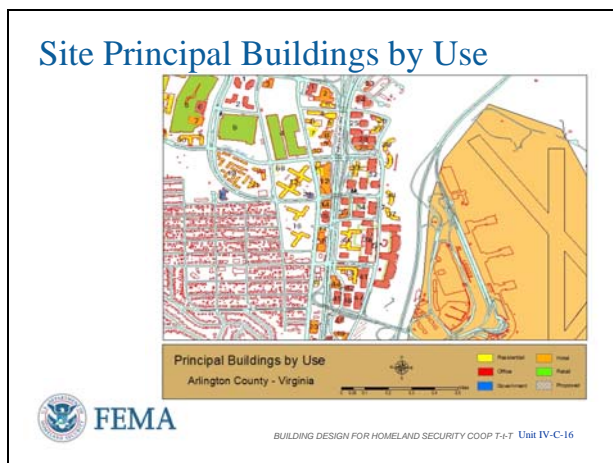 Site Principal Buildings by Use
Principal Buildings by Use
Arlington County - Virginia
Residential
Office
Government
Hotel
Retail
Proposed
FEMA
BUILDING DESIGN FOR HOMELAND SECURITY COOP T-t-T Unit IV-C-16